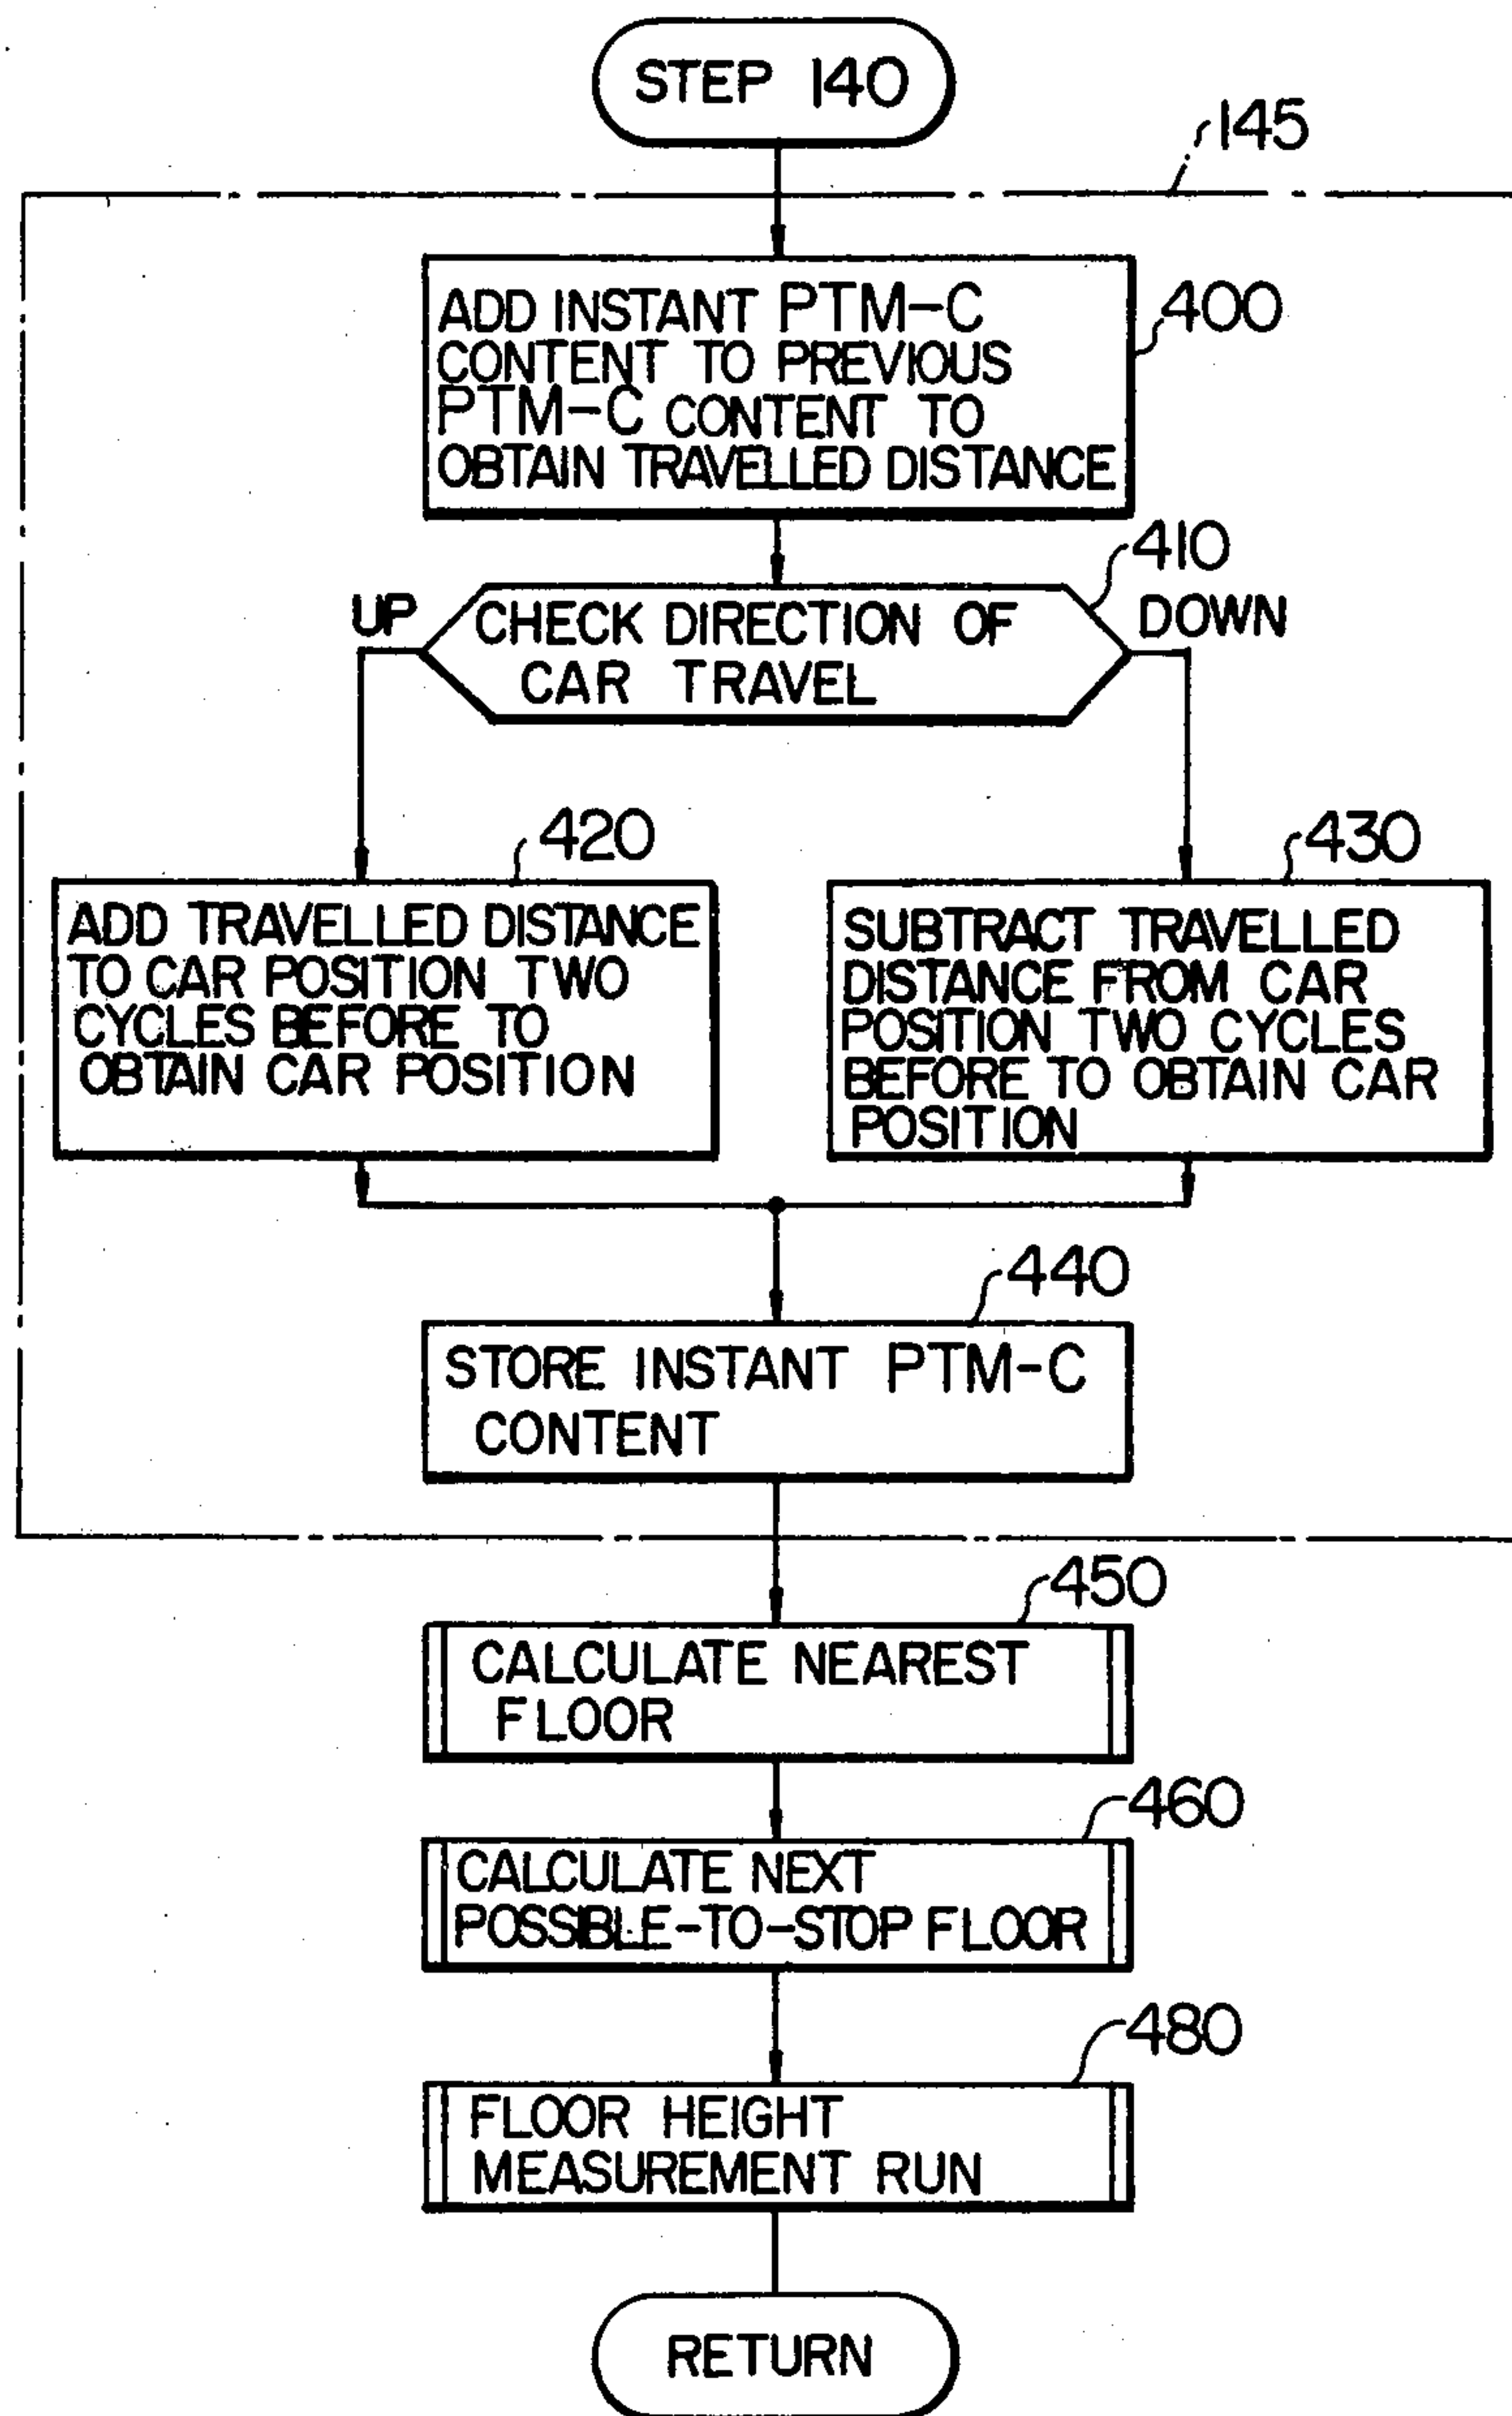 STEP 140
145
ADD INSTANT PTM-C
CONTENT TO PREVIOUS
PTM-C CONTENT TO
OBTAIN TRAVELLED DISTANCE
400
410
UP
CHECK DIRECTION OF
CAR TRAVEL
DOWN
420
ADD TRAVELLED DISTANCE
TO CAR POSITION TWO
CYCLES BEFORE TO
OBTAIN CAR POSITION
430
SUBTRACT TRAVELLED
DISTANCE FROM CAR
POSITION TWO CYCLES
BEFORE TO OBTAIN CAR
POSITION
440
STORE INSTANT PTM-C
CONTENT
450
CALCULATE NEAREST
FLOOR
460
CALCULATE NEXT
POSSIBLE-TO-STOP FLOOR
480
FLOOR HEIGHT
MEASUREMENT RUN
RETURN